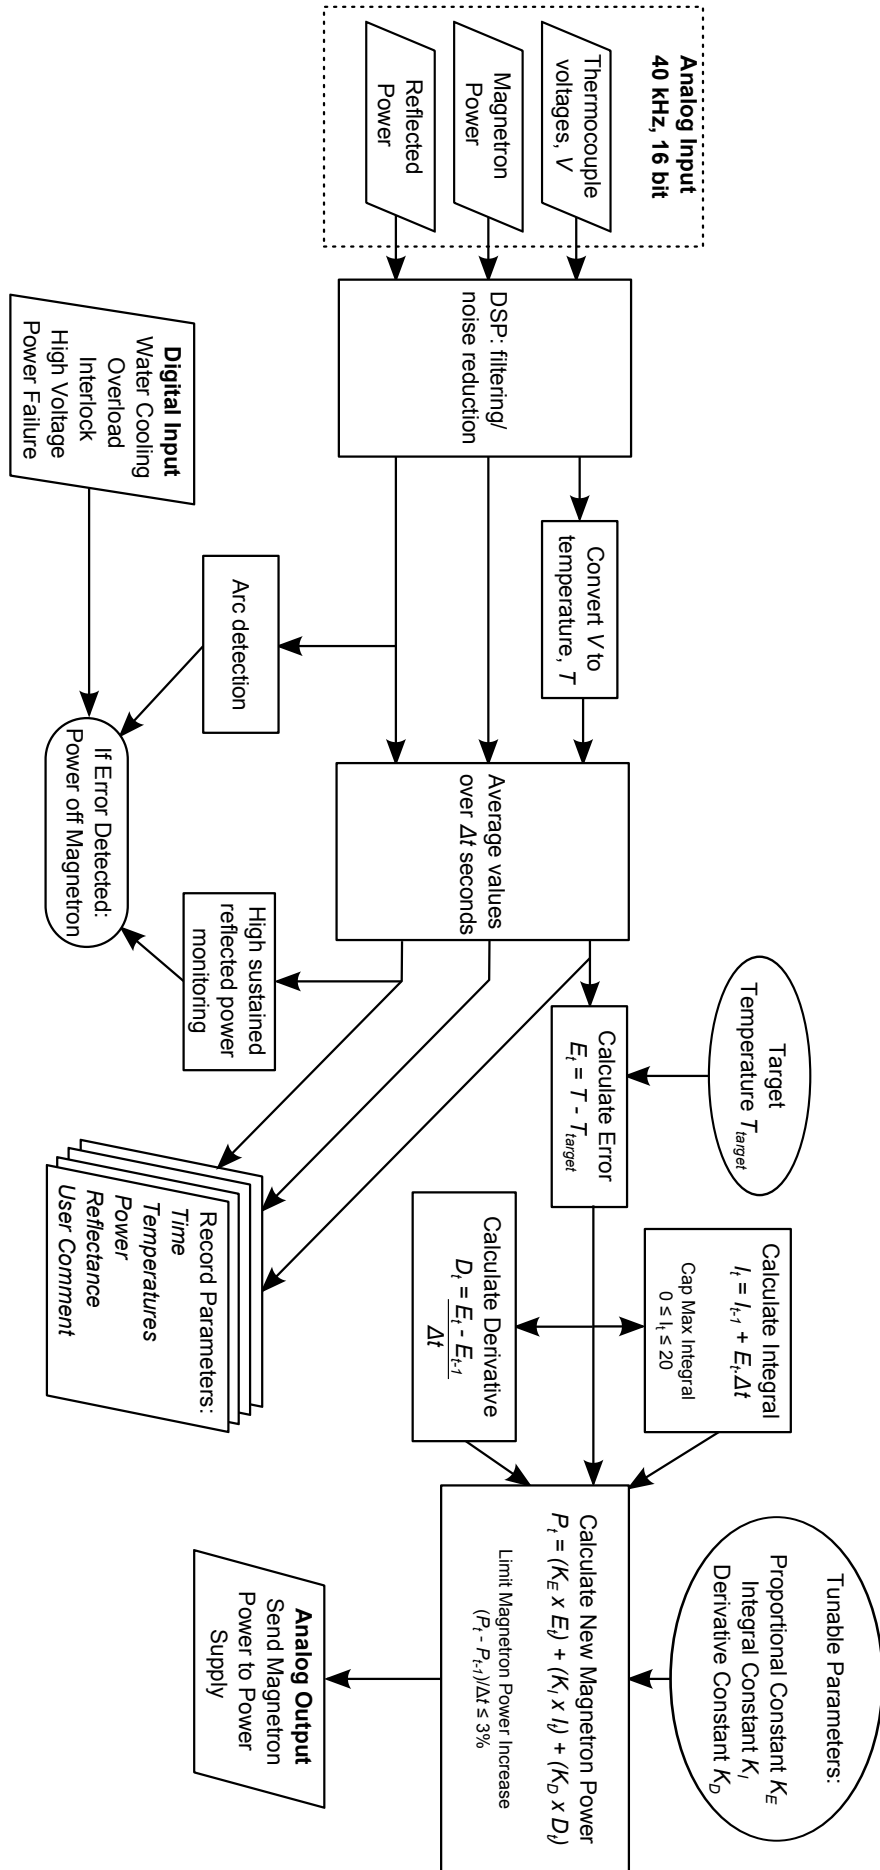 Analog Input
40 kHz, 16 bit
Thermocouple
voltages, V
Magnetron
Power
Reflected
Power
DSP: filtering/
noise reduction
Convert V to
temperature, T
Average values
over Δt seconds
Target
Temperature T_target
Calculate Error
E_t = T - T_target
Calculate Integral
I_t = I_t-1 + E_t.Δt
Cap Max Integral
0 ≤ I_t ≤ 20
Calculate Derivative
D_t = E_t - E_t-1
Δt
Tunable Parameters:
Proportional Constant K_E
Integral Constant K_I
Derivative Constant K_D
Calculate New Magnetron Power
P_t = (K_E x E_t) + (K_I x I_t) + (K_D x D_t)
Limit Magnetron Power Increase
(P_t - P_t-1)/Δt ≤ 3%
Analog Output
Send Magnetron
Power to Power
Supply
Digital Input
Water Cooling
Overload
Interlock
High Voltage
Power Failure
Arc detection
If Error Detected:
Power off Magnetron
High sustained
reflected power
monitoring
Record Parameters:
Time
Temperatures
Power
Reflectance
User Comment